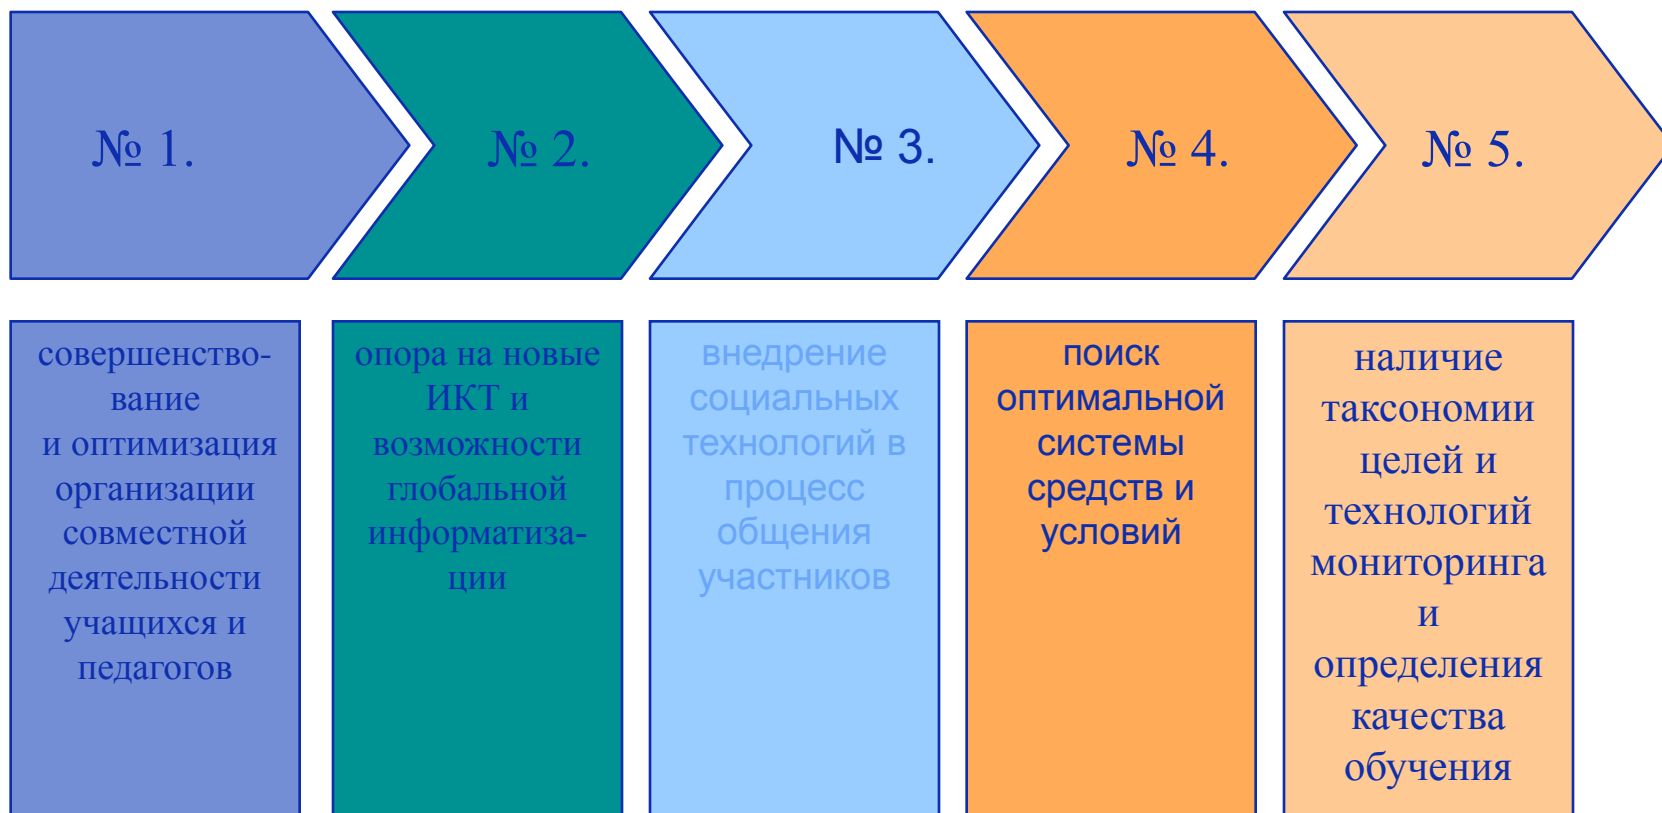 № 1.
№ 2.
№ 3.
№ 4.
№ 5.
совершенство-
вание
и оптимизация
организации
совместной
деятельности
учащихся и
педагогов
опора на новые
ИКТ и
возможности
глобальной
информатиза-
ции
внедрение
социальных
технологий в
процесс
общения
участников
поиск
оптимальной
системы
средств и
условий
наличие
таксономии
целей и
технологий
мониторинга
и
определения
качества
обучения